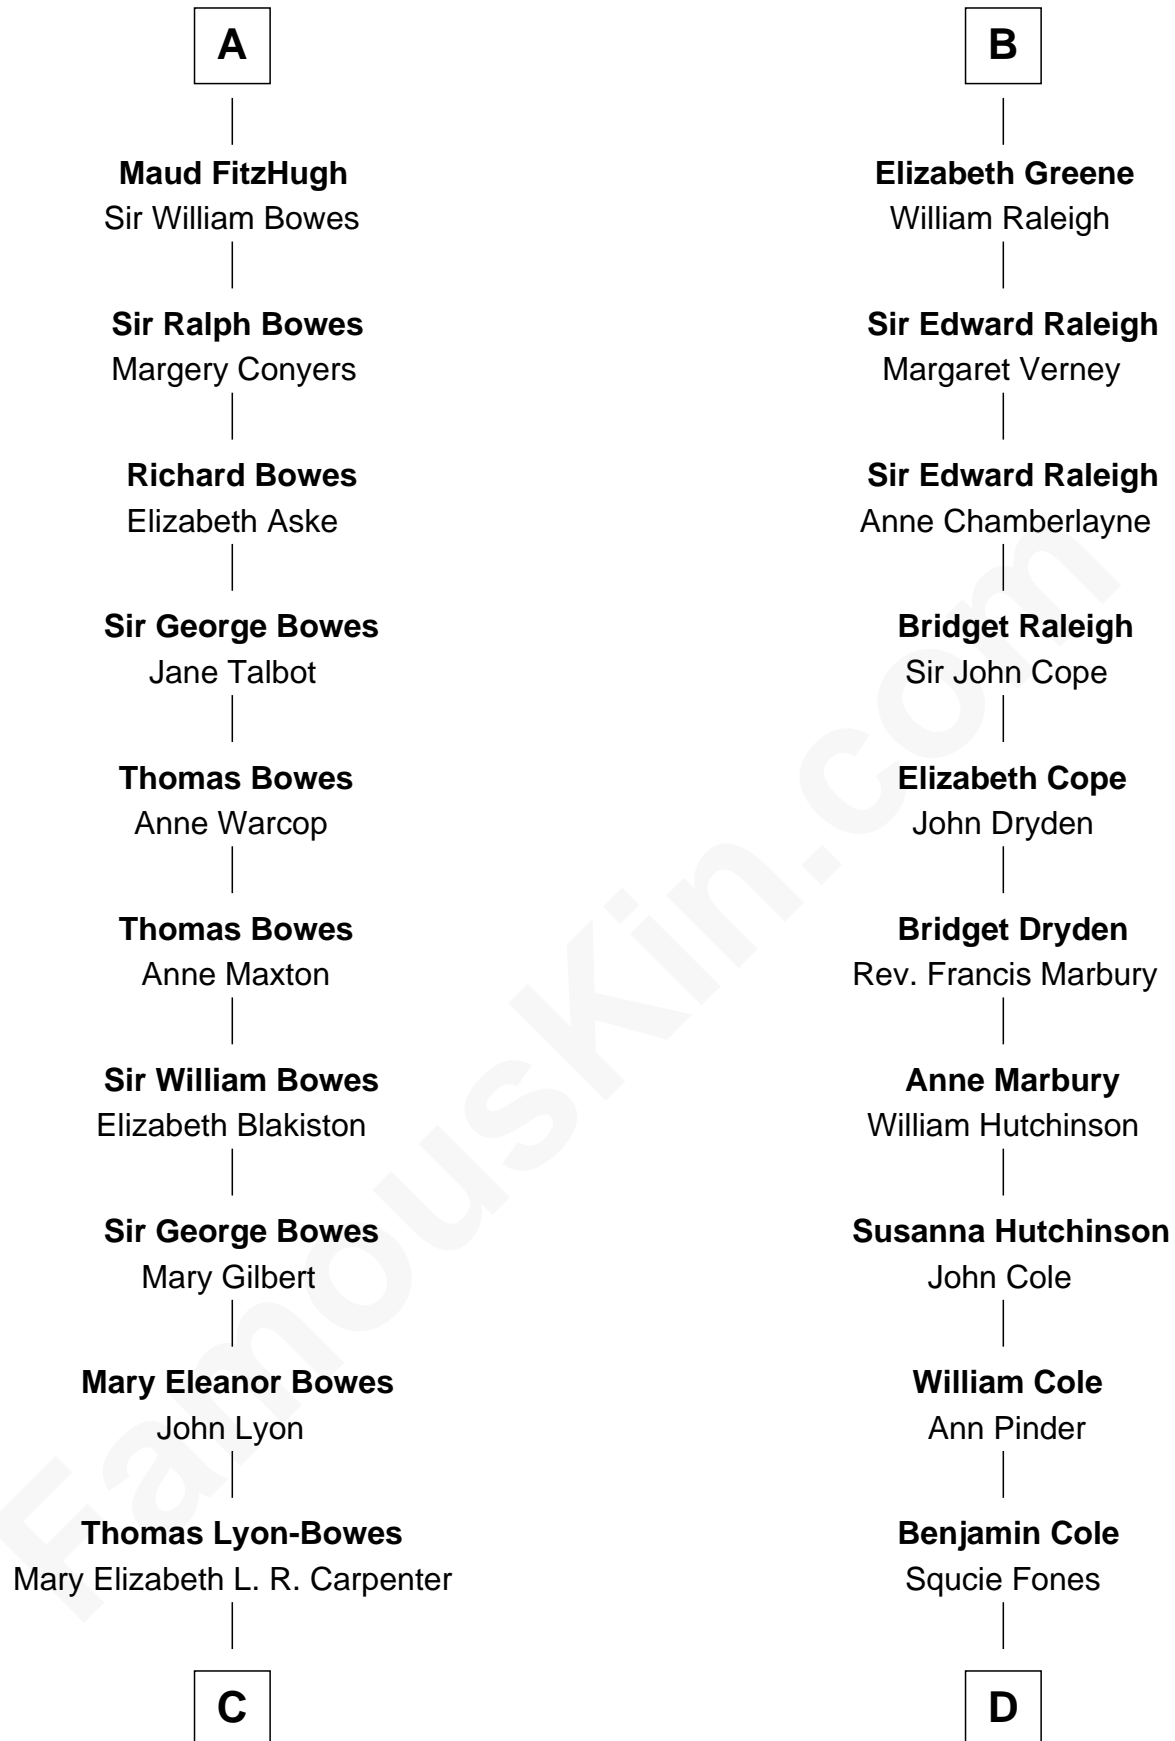 A
Maud FitzHugh
Sir William Bowes
Sir Ralph Bowes
Margery Conyers
Richard Bowes
Elizabeth Aske
Sir George Bowes
Jane Talbot
Thomas Bowes
Anne Warcop
Thomas Bowes
Anne Maxton
Sir William Bowes
Elizabeth Blakiston
Sir George Bowes
Mary Gilbert
Mary Eleanor Bowes
John Lyon
Thomas Lyon-Bowes
Mary Elizabeth L. R. Carpenter
C
B
Elizabeth Greene
William Raleigh
Sir Edward Raleigh
Margaret Verney
Sir Edward Raleigh
Anne Chamberlayne
Bridget Raleigh
Sir John Cope
Elizabeth Cope
John Dryden
Bridget Dryden
Rev. Francis Marbury
Anne Marbury
William Hutchinson
Susanna Hutchinson
John Cole
William Cole
Ann Pinder
Benjamin Cole
Squcie Fones
D
FamousKin.com